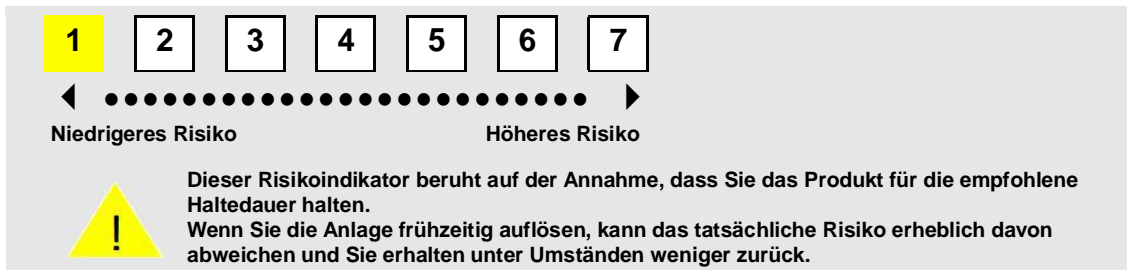 1 2 3 4 5 6 7
Niedrigeres Risiko Höheres Risiko
Dieser Risikoindikator beruht auf der Annahme, dass Sie das Produkt für die empfohlene
Haltedauer halten.
Wenn Sie die Anlage frühzeitig auflösen, kann das tatsächliche Risiko erheblich davon
abweichen und Sie erhalten unter Umständen weniger zurück.
!